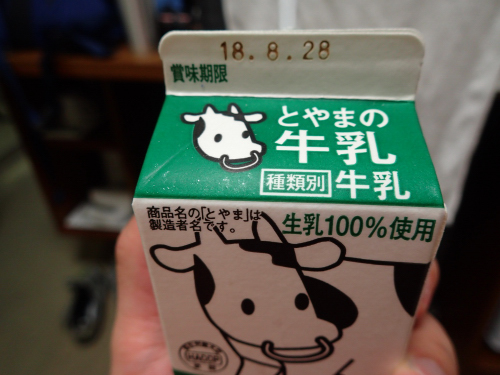 18.8.28
賞味期限
とやまの
牛乳
種類別 牛乳
商品名の「とやま」は
製造者名です。
生乳100%使用
HACCP